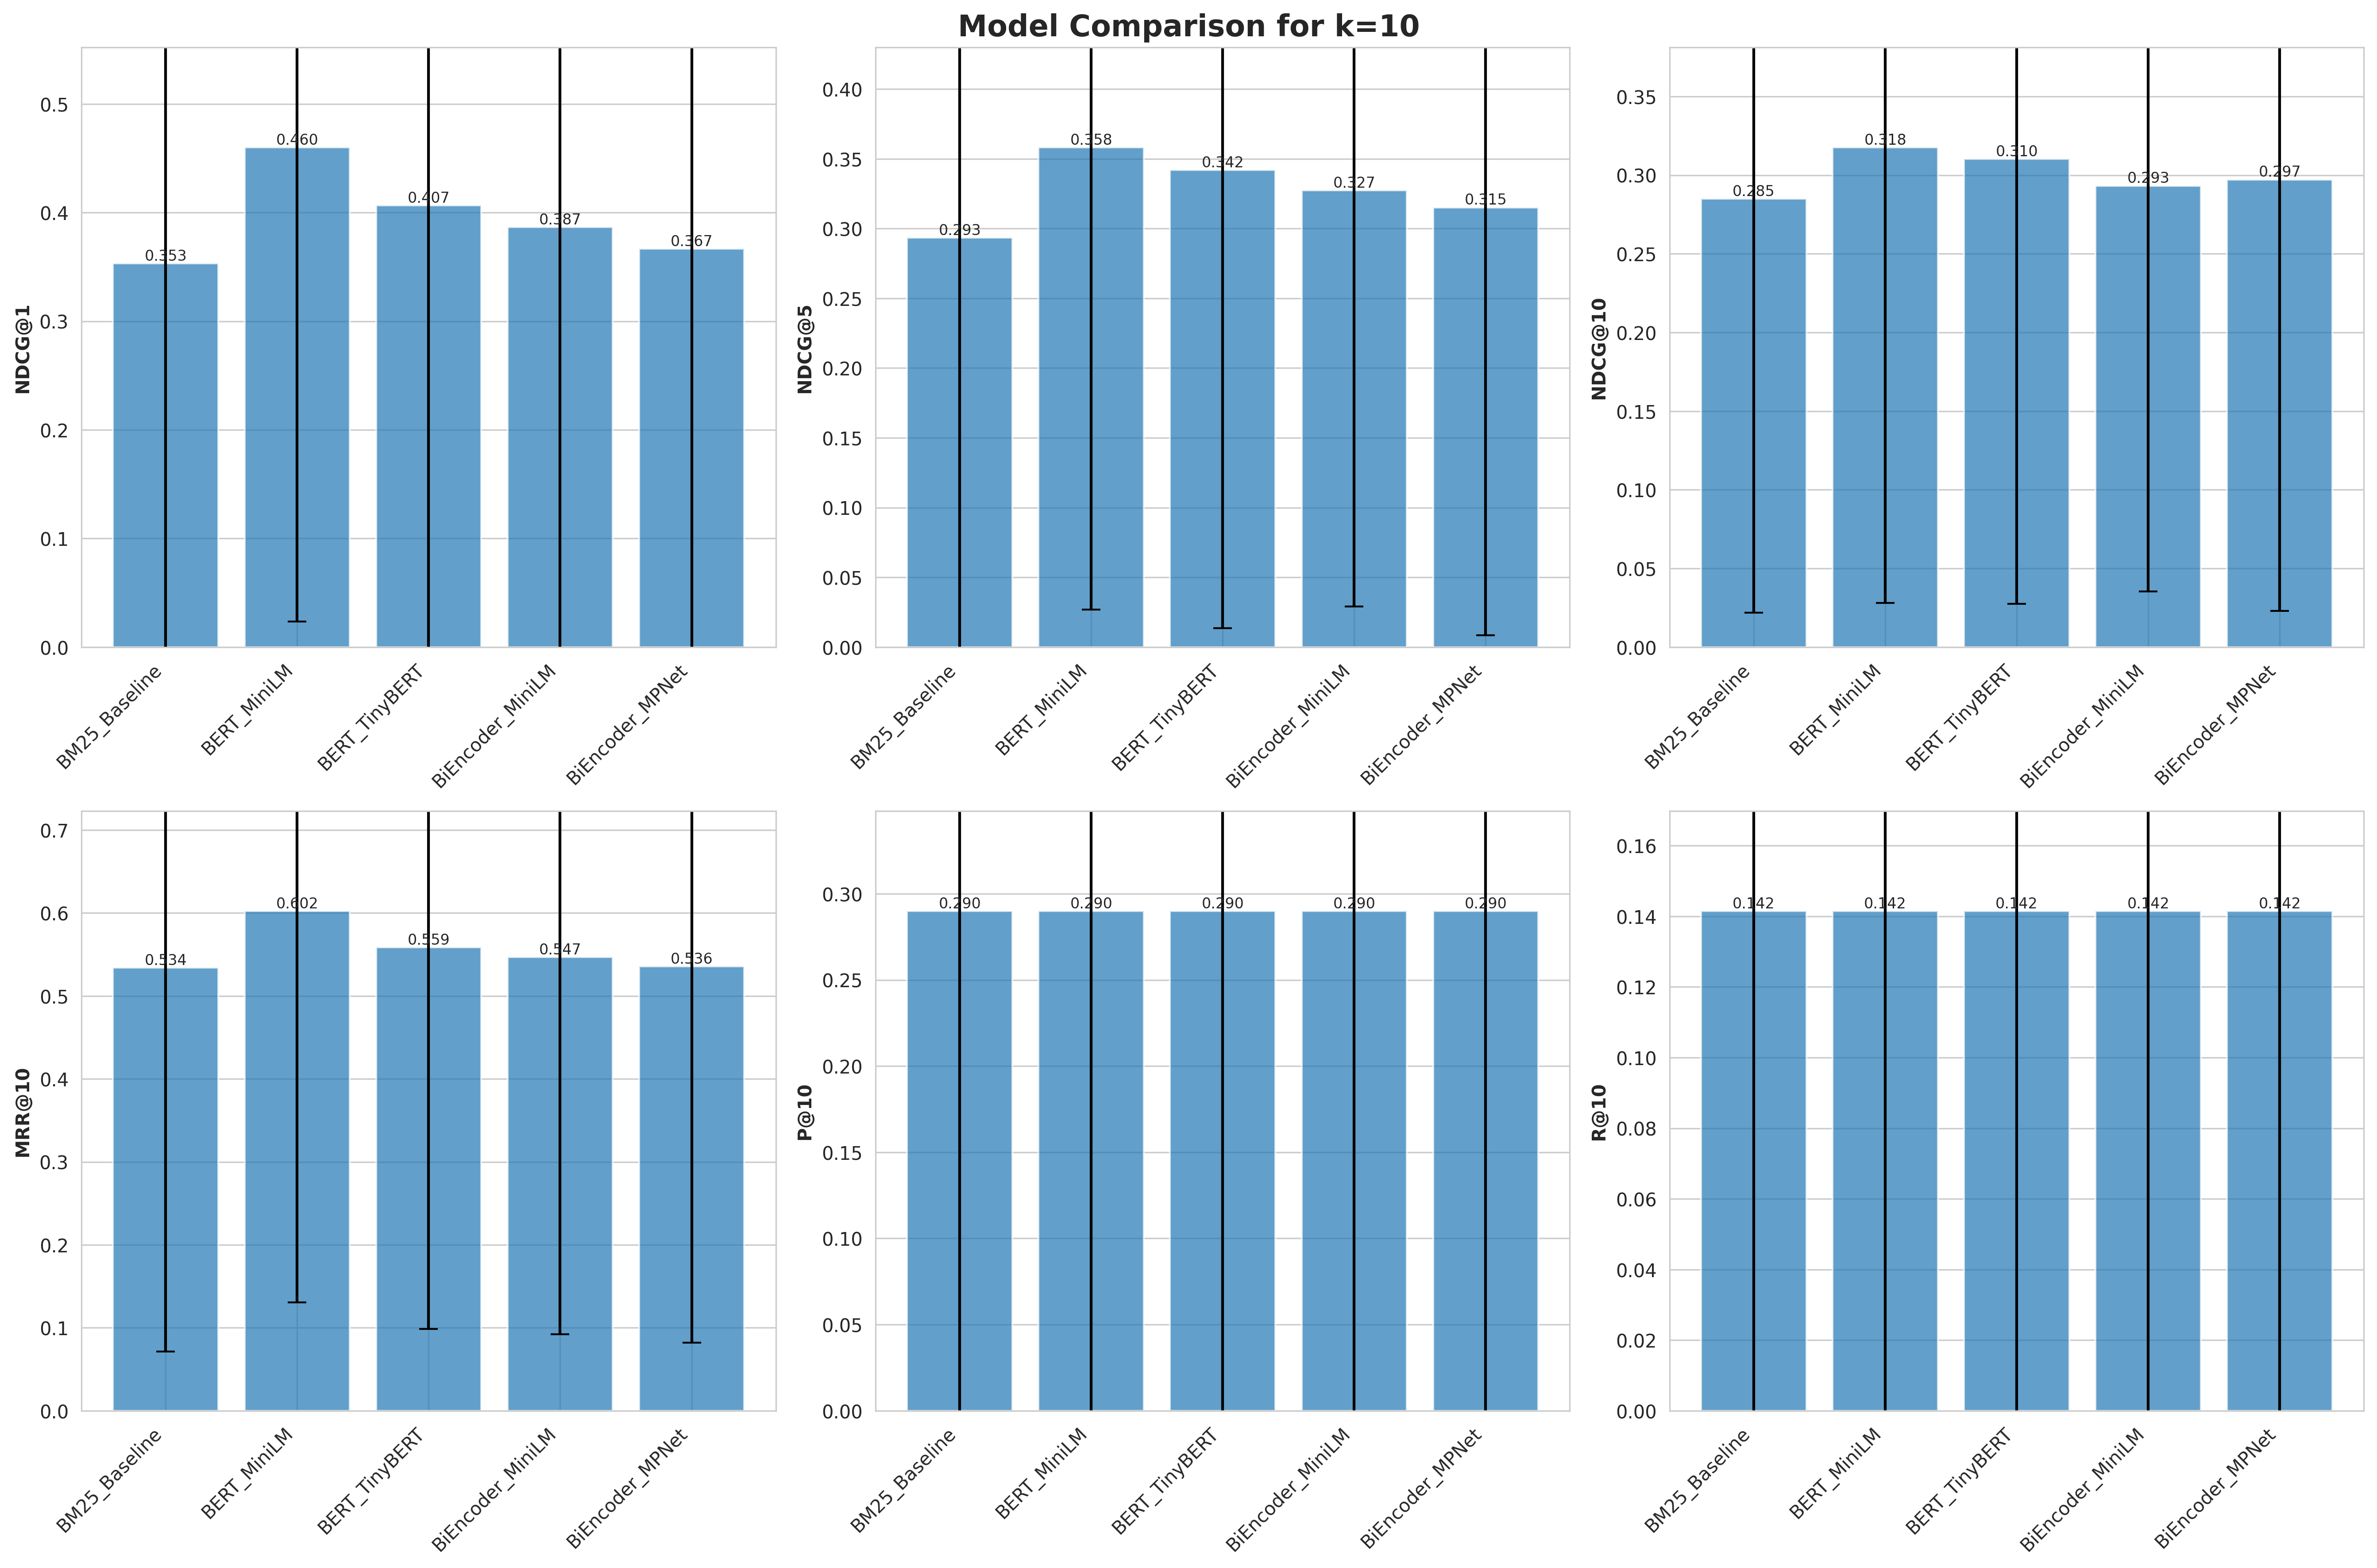 Model Comparison for k=10
NDCG@1
0.5
0.4
0.3
0.2
0.1
0.0
0.353
0.460
0.407
0.387
0.367
BM25_Baseline
BERT_MiniLM
BERT_TinyBERT
BiEncoder_MiniLM
BiEncoder_MPNet
NDCG@5
0.40
0.35
0.30
0.25
0.20
0.15
0.10
0.05
0.00
0.293
0.358
0.342
0.327
0.315
BM25_Baseline
BERT_MiniLM
BERT_TinyBERT
BiEncoder_MiniLM
BiEncoder_MPNet
NDCG@10
0.35
0.30
0.25
0.20
0.15
0.10
0.05
0.00
0.285
0.318
0.310
0.293
0.297
BM25_Baseline
BERT_MiniLM
BERT_TinyBERT
BiEncoder_MiniLM
BiEncoder_MPNet
MRR@10
0.7
0.6
0.5
0.4
0.3
0.2
0.1
0.0
0.534
0.602
0.559
0.547
0.536
BM25_Baseline
BERT_MiniLM
BERT_TinyBERT
BiEncoder_MiniLM
BiEncoder_MPNet
P@10
0.30
0.25
0.20
0.15
0.10
0.05
0.00
0.290
0.290
0.290
0.290
0.290
BM25_Baseline
BERT_MiniLM
BERT_TinyBERT
BiEncoder_MiniLM
BiEncoder_MPNet
R@10
0.16
0.14
0.12
0.10
0.08
0.06
0.04
0.02
0.00
0.142
0.142
0.142
0.142
0.142
BM25_Baseline
BERT_MiniLM
BERT_TinyBERT
BiEncoder_MiniLM
BiEncoder_MPNet